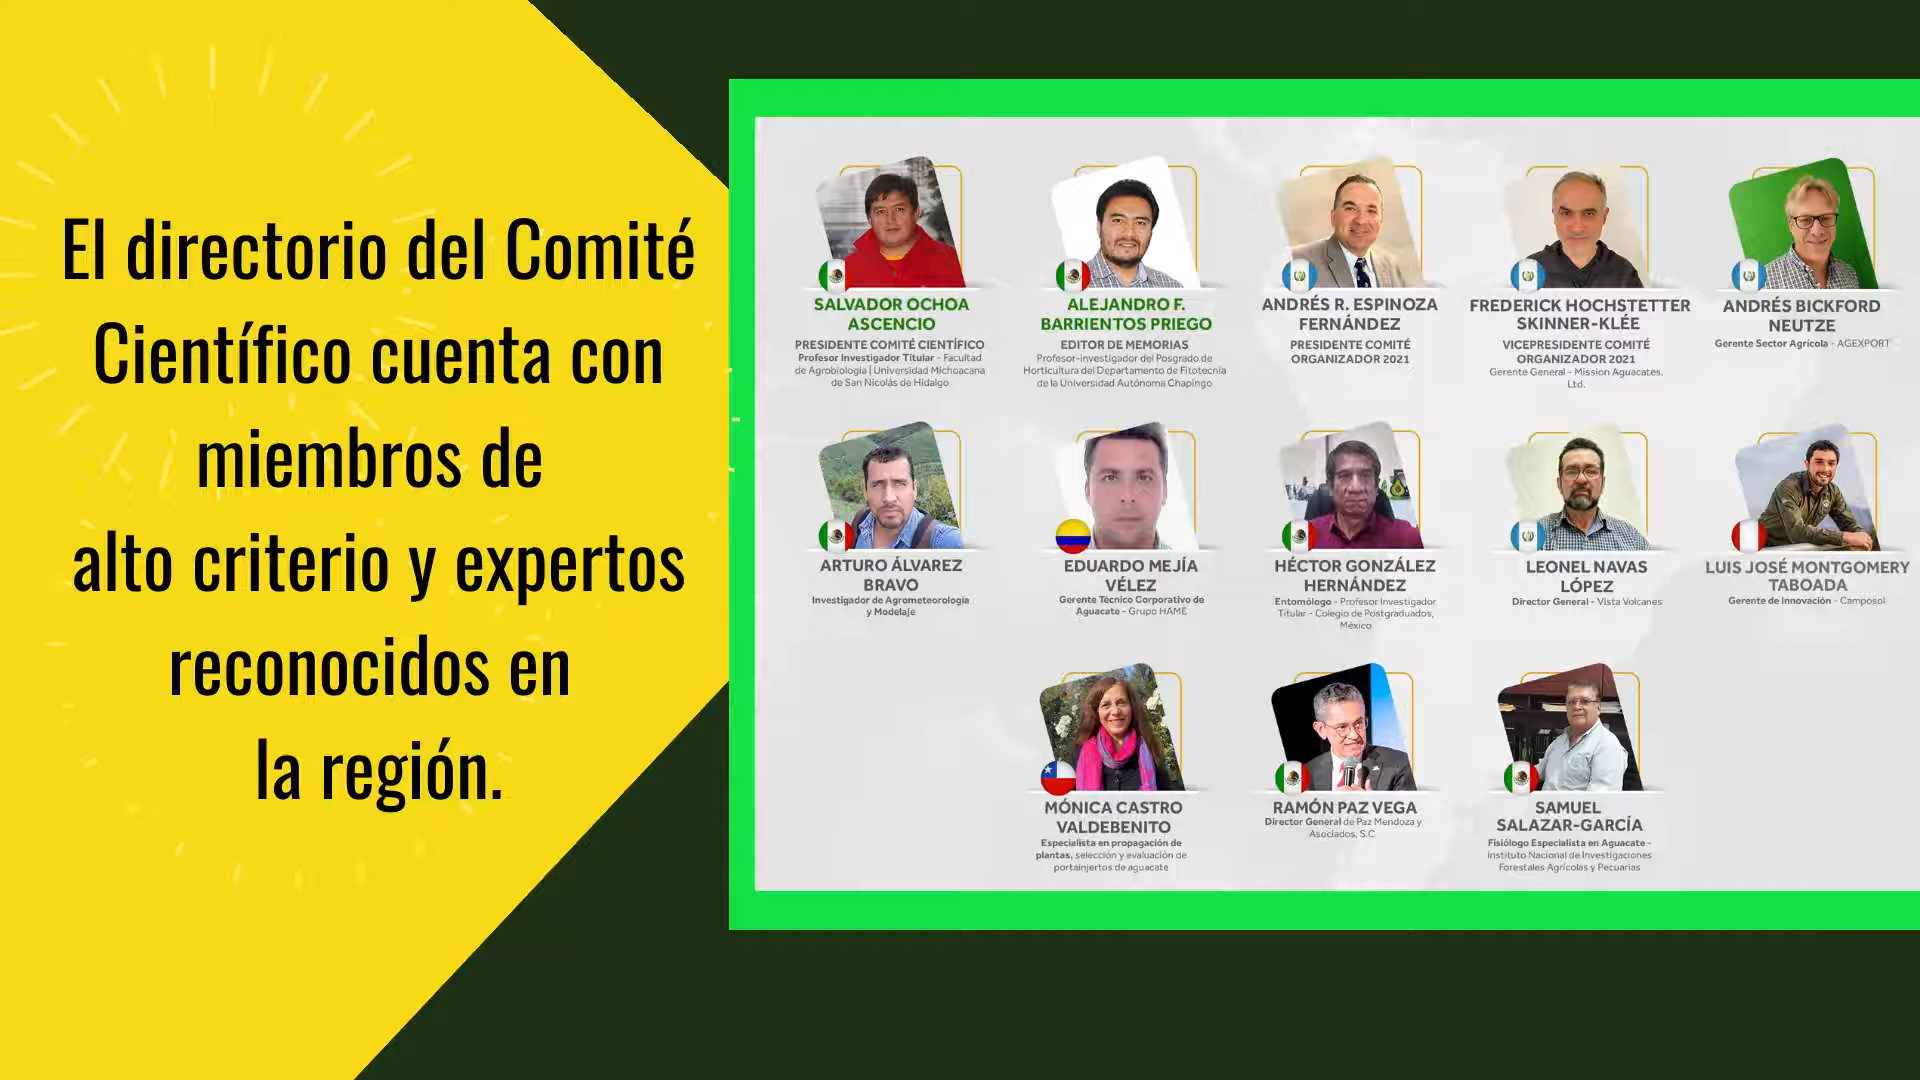 El directorio del Comité
Científico cuenta con
miembros de
alto criterio y expertos
reconocidos en
la región.
SALVADOR OCHOA
ASCENCIO
PRESIDENTE COMITÉ CIENTÍFICO
Profesor Investigador Titular - Facultad
de Agrobiología | Universidad Michoacana
de San Nicolás de Hidalgo
ALEJANDRO F.
BARRIENTOS PRIEGO
EDITOR DE MEMORIAS
Profesor-investigador del Posgrado de
Horticultura del Departamento de Fitotecnía
de la Universidad Autónoma Chapingo
ANDRÉS R. ESPINOZA
FERNÁNDEZ
PRESIDENTE COMITÉ
ORGANIZADOR 2021
FREDERICK HOCHSTETTER
SKINNER-KLÉE
VICEPRESIDENTE COMITÉ
ORGANIZADOR 2021
Gerente General - Mission Aguacates,
Ltd.
ANDRÉS BICKFORD
NEUTZE
Gerente Sector Agrícola - AGEXPORT
ARTURO ÁLVAREZ
BRAVO
Investigador de Agrometeorología
y Modelaje
EDUARDO MEJÍA
VÉLEZ
Gerente Técnico Corporativo de
Aguacate - Grupo HAME
HÉCTOR GONZÁLEZ
HERNÁNDEZ
Entomólogo - Profesor Investigador
Titular - Colegio de Postgraduados,
México
LEONEL NAVAS
LÓPEZ
Director General - Vista Volcanes
LUIS JOSÉ MONTGOMERY
TABOADA
Gerente de Innovación - Camposol
MÓNICA CASTRO
VALDEBENITO
Especialista en propagación de
plantas, selección y evaluación de
portainjertos de aguacate
RAMÓN PAZ VEGA
Director General de Paz Mendoza y
Asociados, S.C
SAMUEL
SALAZAR-GARCÍA
Fisiólogo Especialista en Aguacate -
Instituto Nacional de Investigaciones
Forestales Agrícolas y Pecuarias